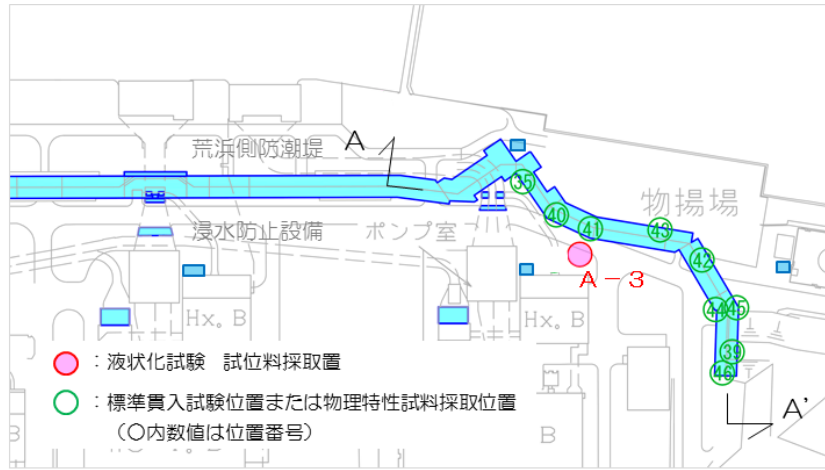 荒浜側防潮堤
A
35
物揚場
40
41
43
浸水防止設備
ポンプ室
42
A－3
44
45
Hx. B
Hx. B
：液状化試験　試位料採取置
39
46
：標準貫入試験位置または物理特性試料採取位置
A'
（〇内数値は位置番号）
B
B